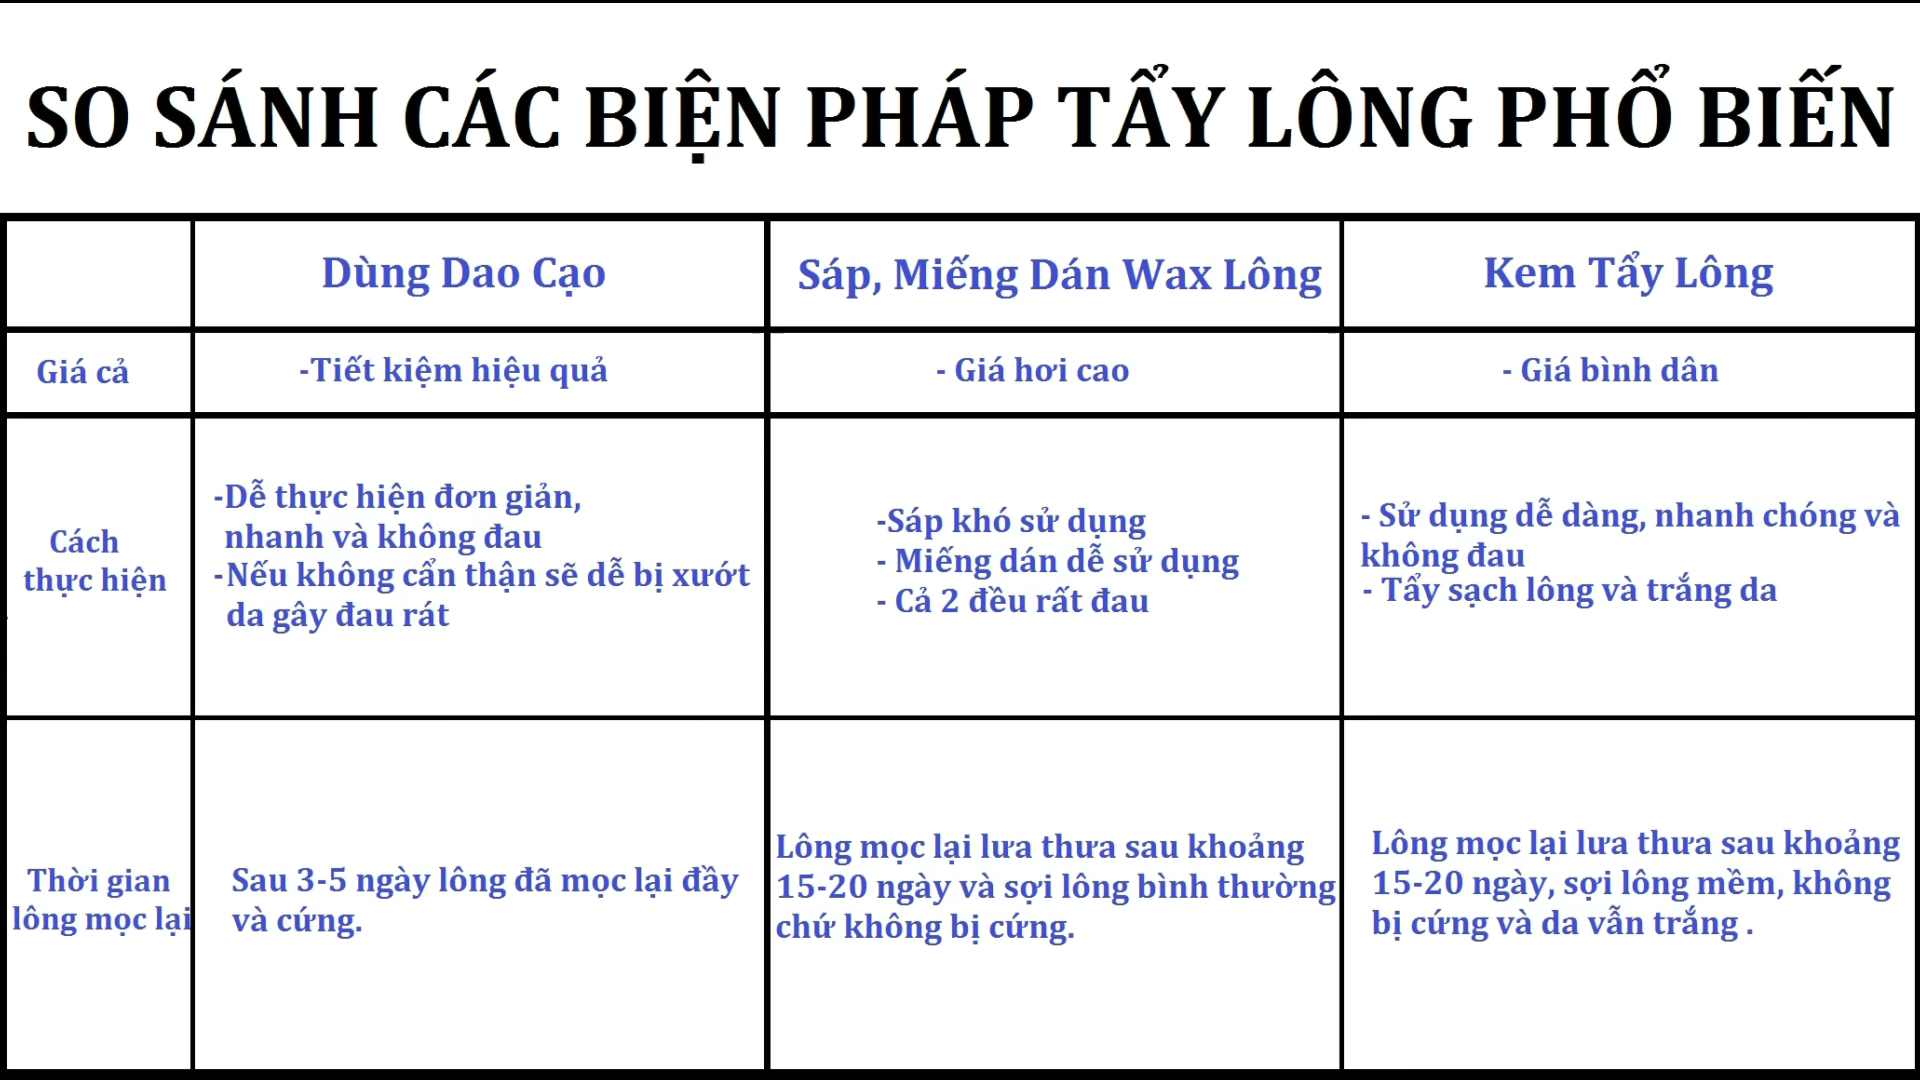 SO SÁNH CÁC BIỆN PHÁP TẨY LÔNG PHỔ BIẾN
Dùng Dao Cạo
Sáp, Miếng Dán Wax Lông
Kem Tẩy Lông
Giá cả
-Tiết kiệm hiệu quả
- Giá hơi cao
- Giá bình dân
Cách
thực hiện
-Dễ thực hiện đơn giản,
nhanh và không đau
-Nếu không cẩn thận sẽ dễ bị xướt
da gây đau rát
-Sáp khó sử dụng
- Miếng dán dễ sử dụng
- Cả 2 đều rất đau
- Sử dụng dễ dàng, nhanh chóng và
không đau
- Tẩy sạch lông và trắng da
Thời gian
lông mọc lại
Sau 3-5 ngày lông đã mọc lại đầy
và cứng.
Lông mọc lại lưa thưa sau khoảng
15-20 ngày và sợi lông bình thường
chứ không bị cứng.
Lông mọc lại lưa thưa sau khoảng
15-20 ngày, sợi lông mềm, không
bị cứng và da vẫn trắng .